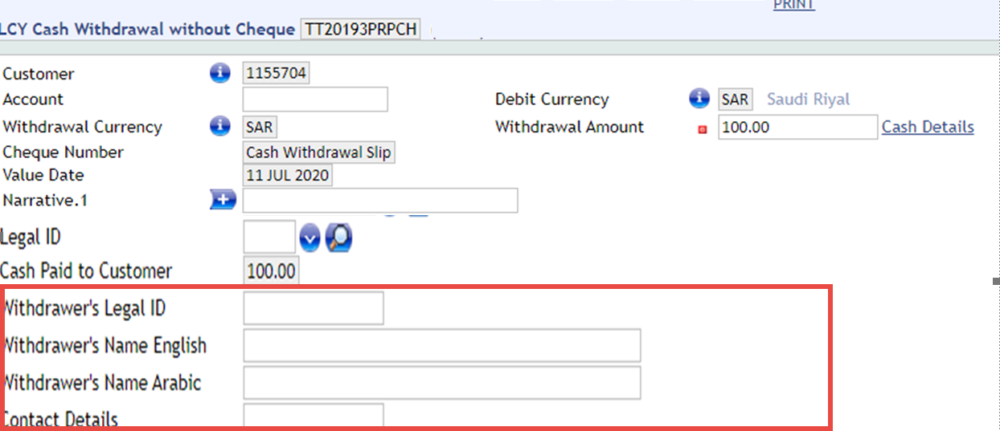 PRINT
LCY Cash Withdrawal without Cheque TT20193PRPCH
Customer 1155704
Account Debit Currency SAR Saudi Riyal
Withdrawal Currency SAR Withdrawal Amount 100.00 Cash Details
Cheque Number Cash Withdrawal Slip
Value Date 11 JUL 2020
Narrative.1
Legal ID
Cash Paid to Customer 100.00
Withdrawer's Legal ID
Withdrawer's Name English
Withdrawer's Name Arabic
Contact Details